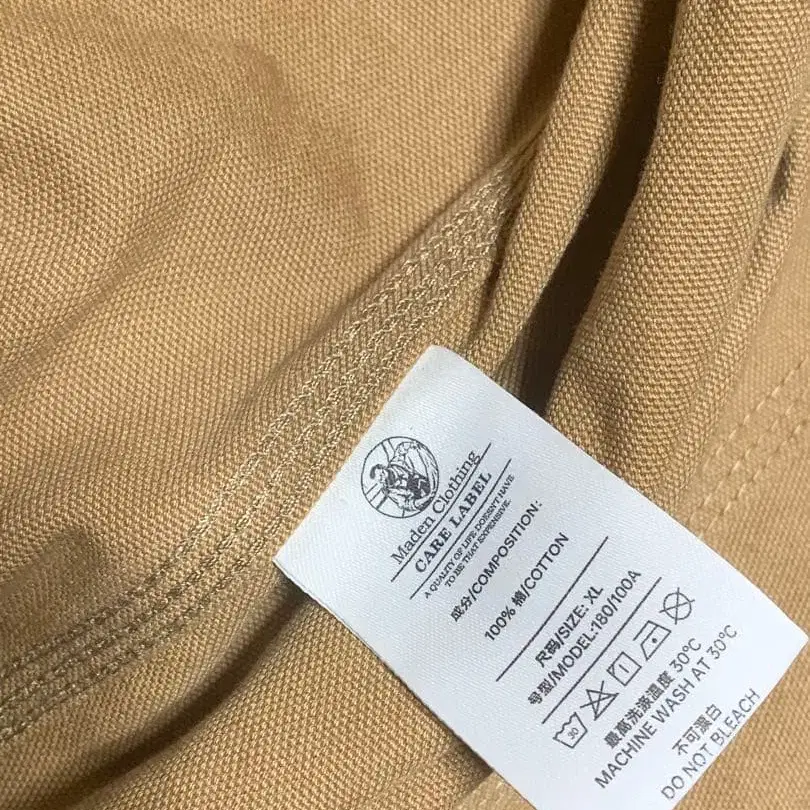 Maden Clothing
CARE LABEL
A QUALITY OF LIFE DOESN'T HAVE
TO BE THAT EXPENSIVE.
成分/COMPOSITION:
100% 棉/COTTON
尺码/SIZE: XL
号型/MODEL:180/100A
30
最高洗涤温度 30°C
MACHINE WASH AT 30°C
不可漂白
DO NOT BLEACH